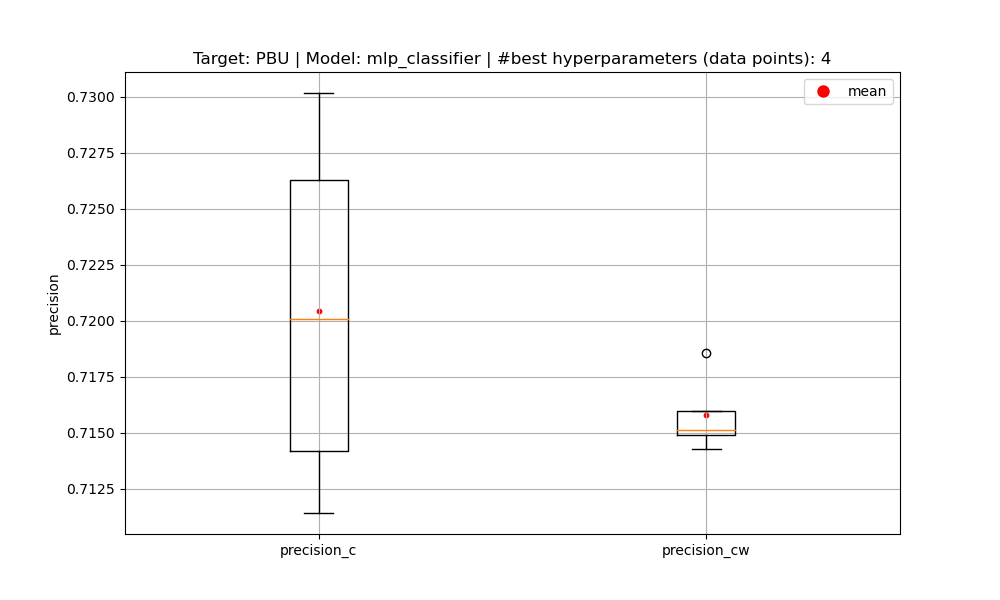 Target: PBU | Model: mlp_classifier | #best hyperparameters (data points): 4
mean
0.7300
0.7275
0.7250
0.7225
0.7200
0.7175
0.7150
0.7125
precision
precision_c
precision_cw